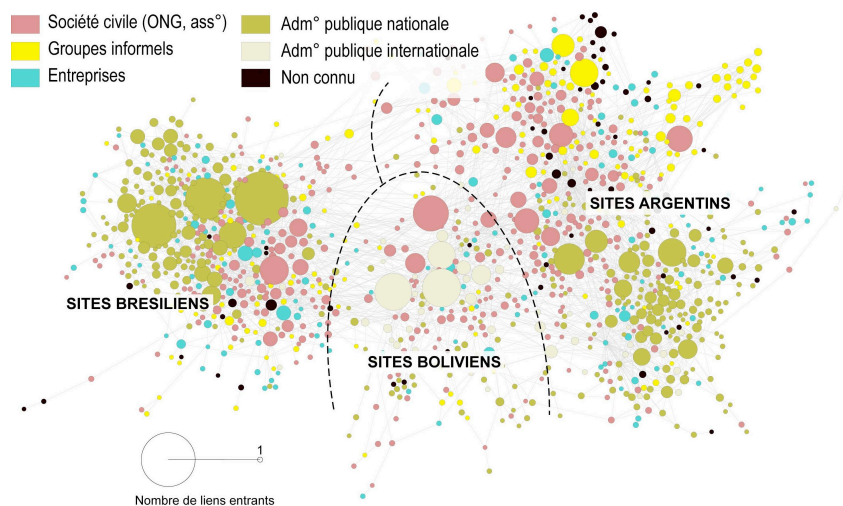 Société civile (ONG, ass°)
Groupes informels
Entreprises
Adm° publique nationale
Adm° publique internationale
Non connu
SITES ARGENTINS
SITES BRESILIENS
SITES BOLIVIENS
1
Nombre de liens entrants